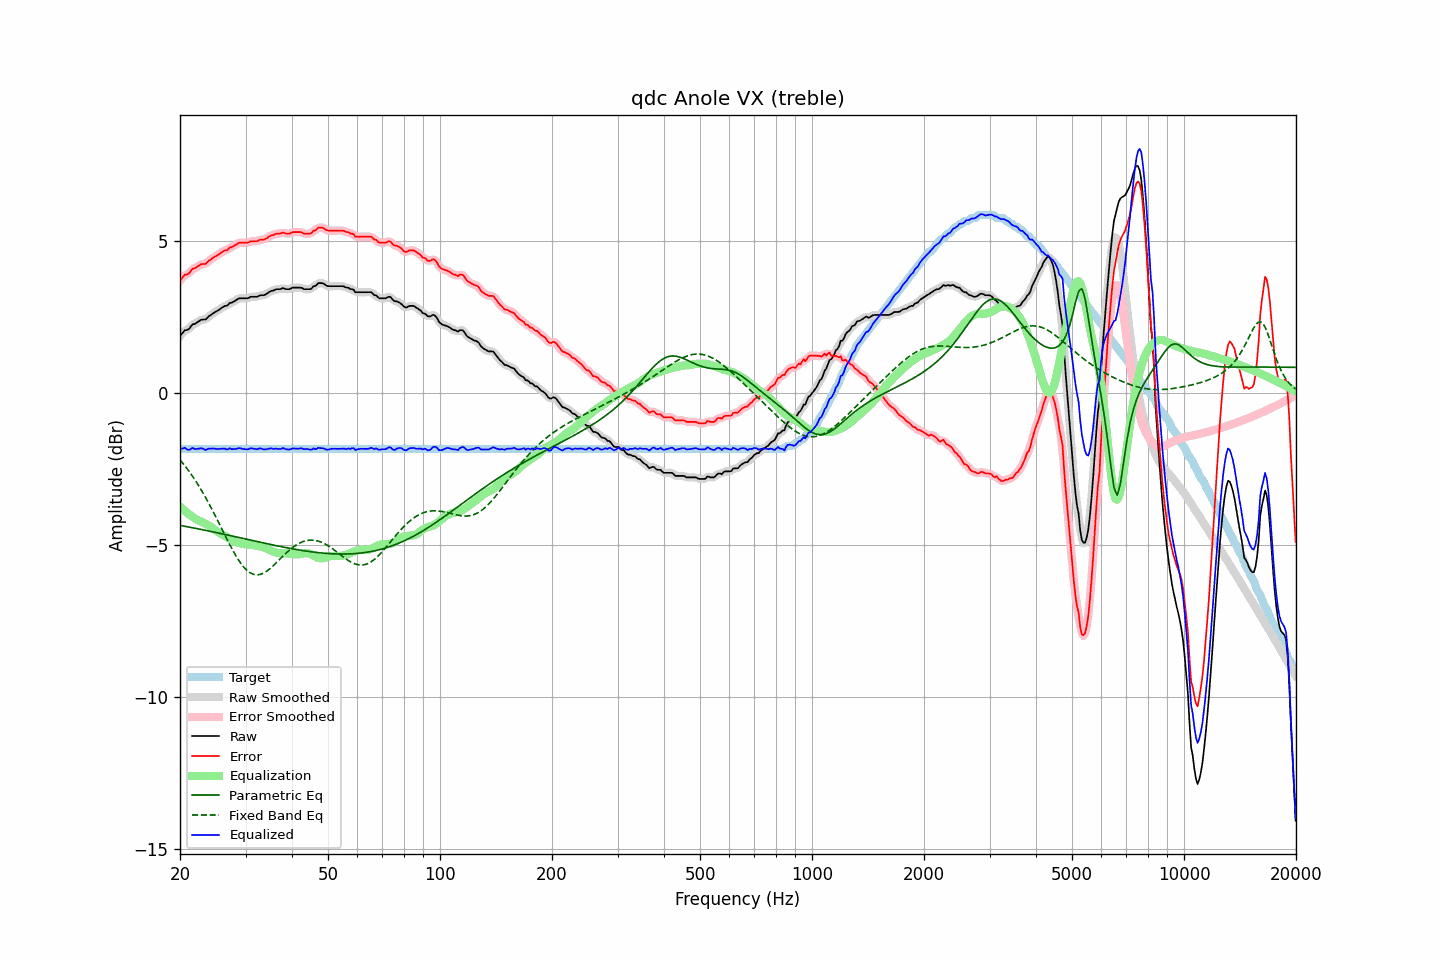 qdc Anole VX (treble)
Amplitude (dBr)
5
0
−5
−10
−15
Target
Raw Smoothed
Error Smoothed
Raw
Error
Equalization
Parametric Eq
Fixed Band Eq
Equalized
20 50 100 200 500 1000 2000 5000 10000 20000
Frequency (Hz)